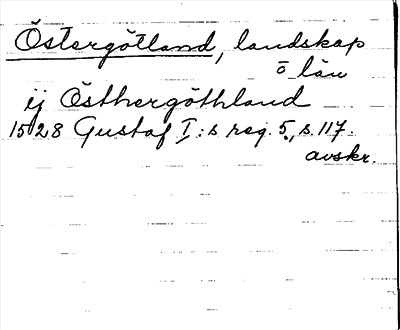 Östergötland, landskap
o län
ij Östhergöthland
1528 Gustaf I:s reg. 5, s. 117.
avskr.